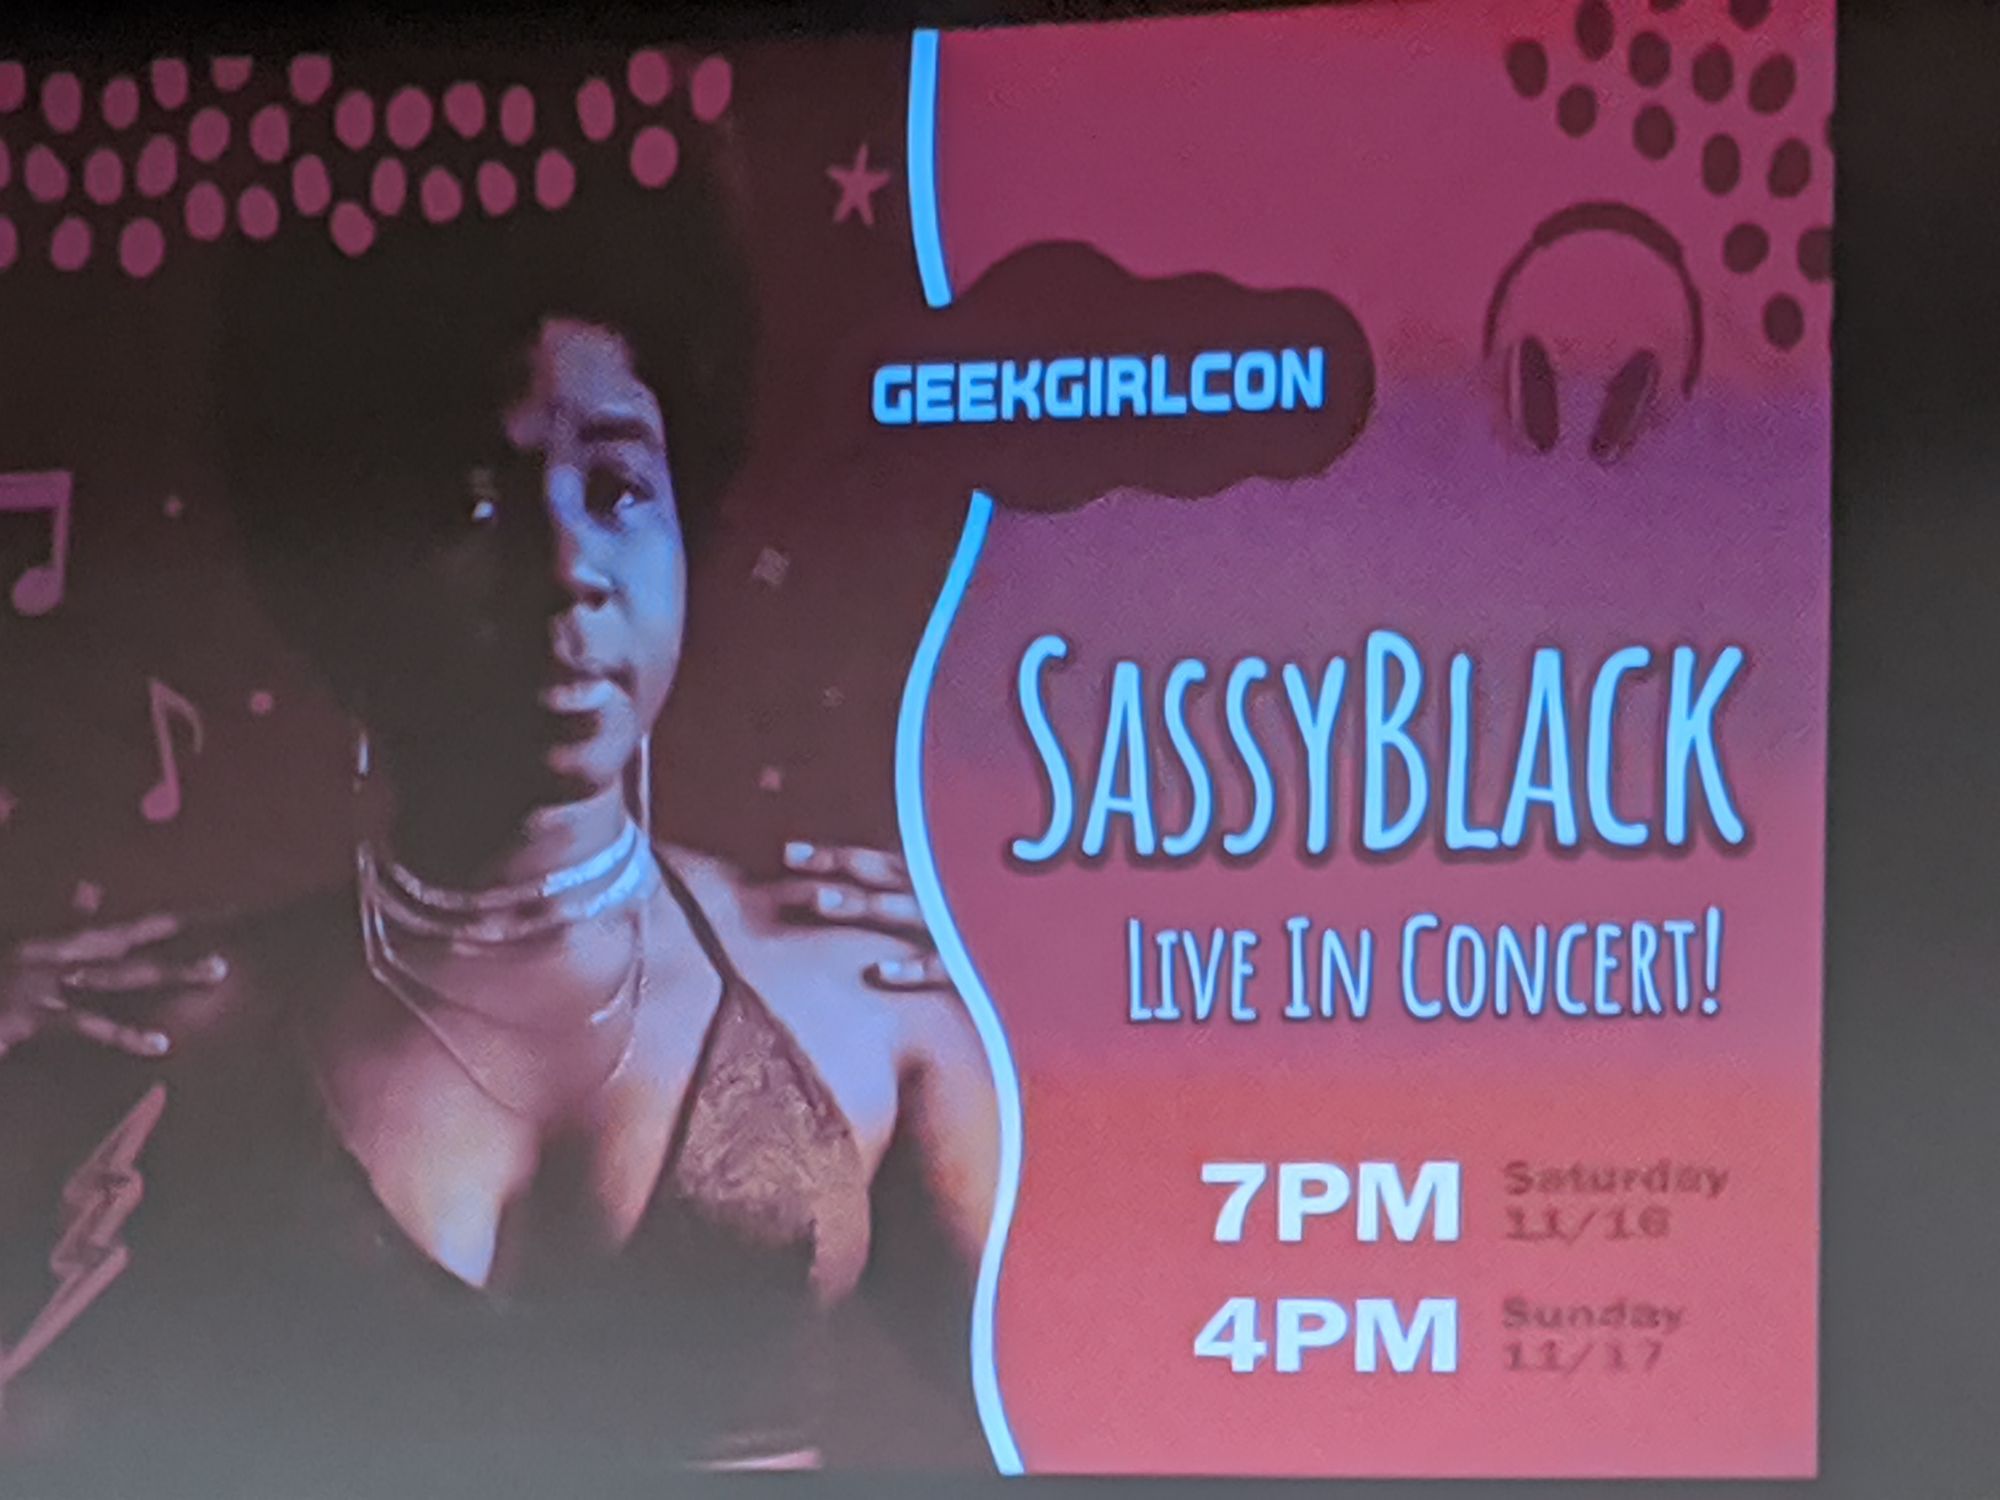 GEEKGIRLCON
SASSYBLACK
LIVE IN CONCERT!
7PM Saturday
11/16
4PM Sunday
11/17